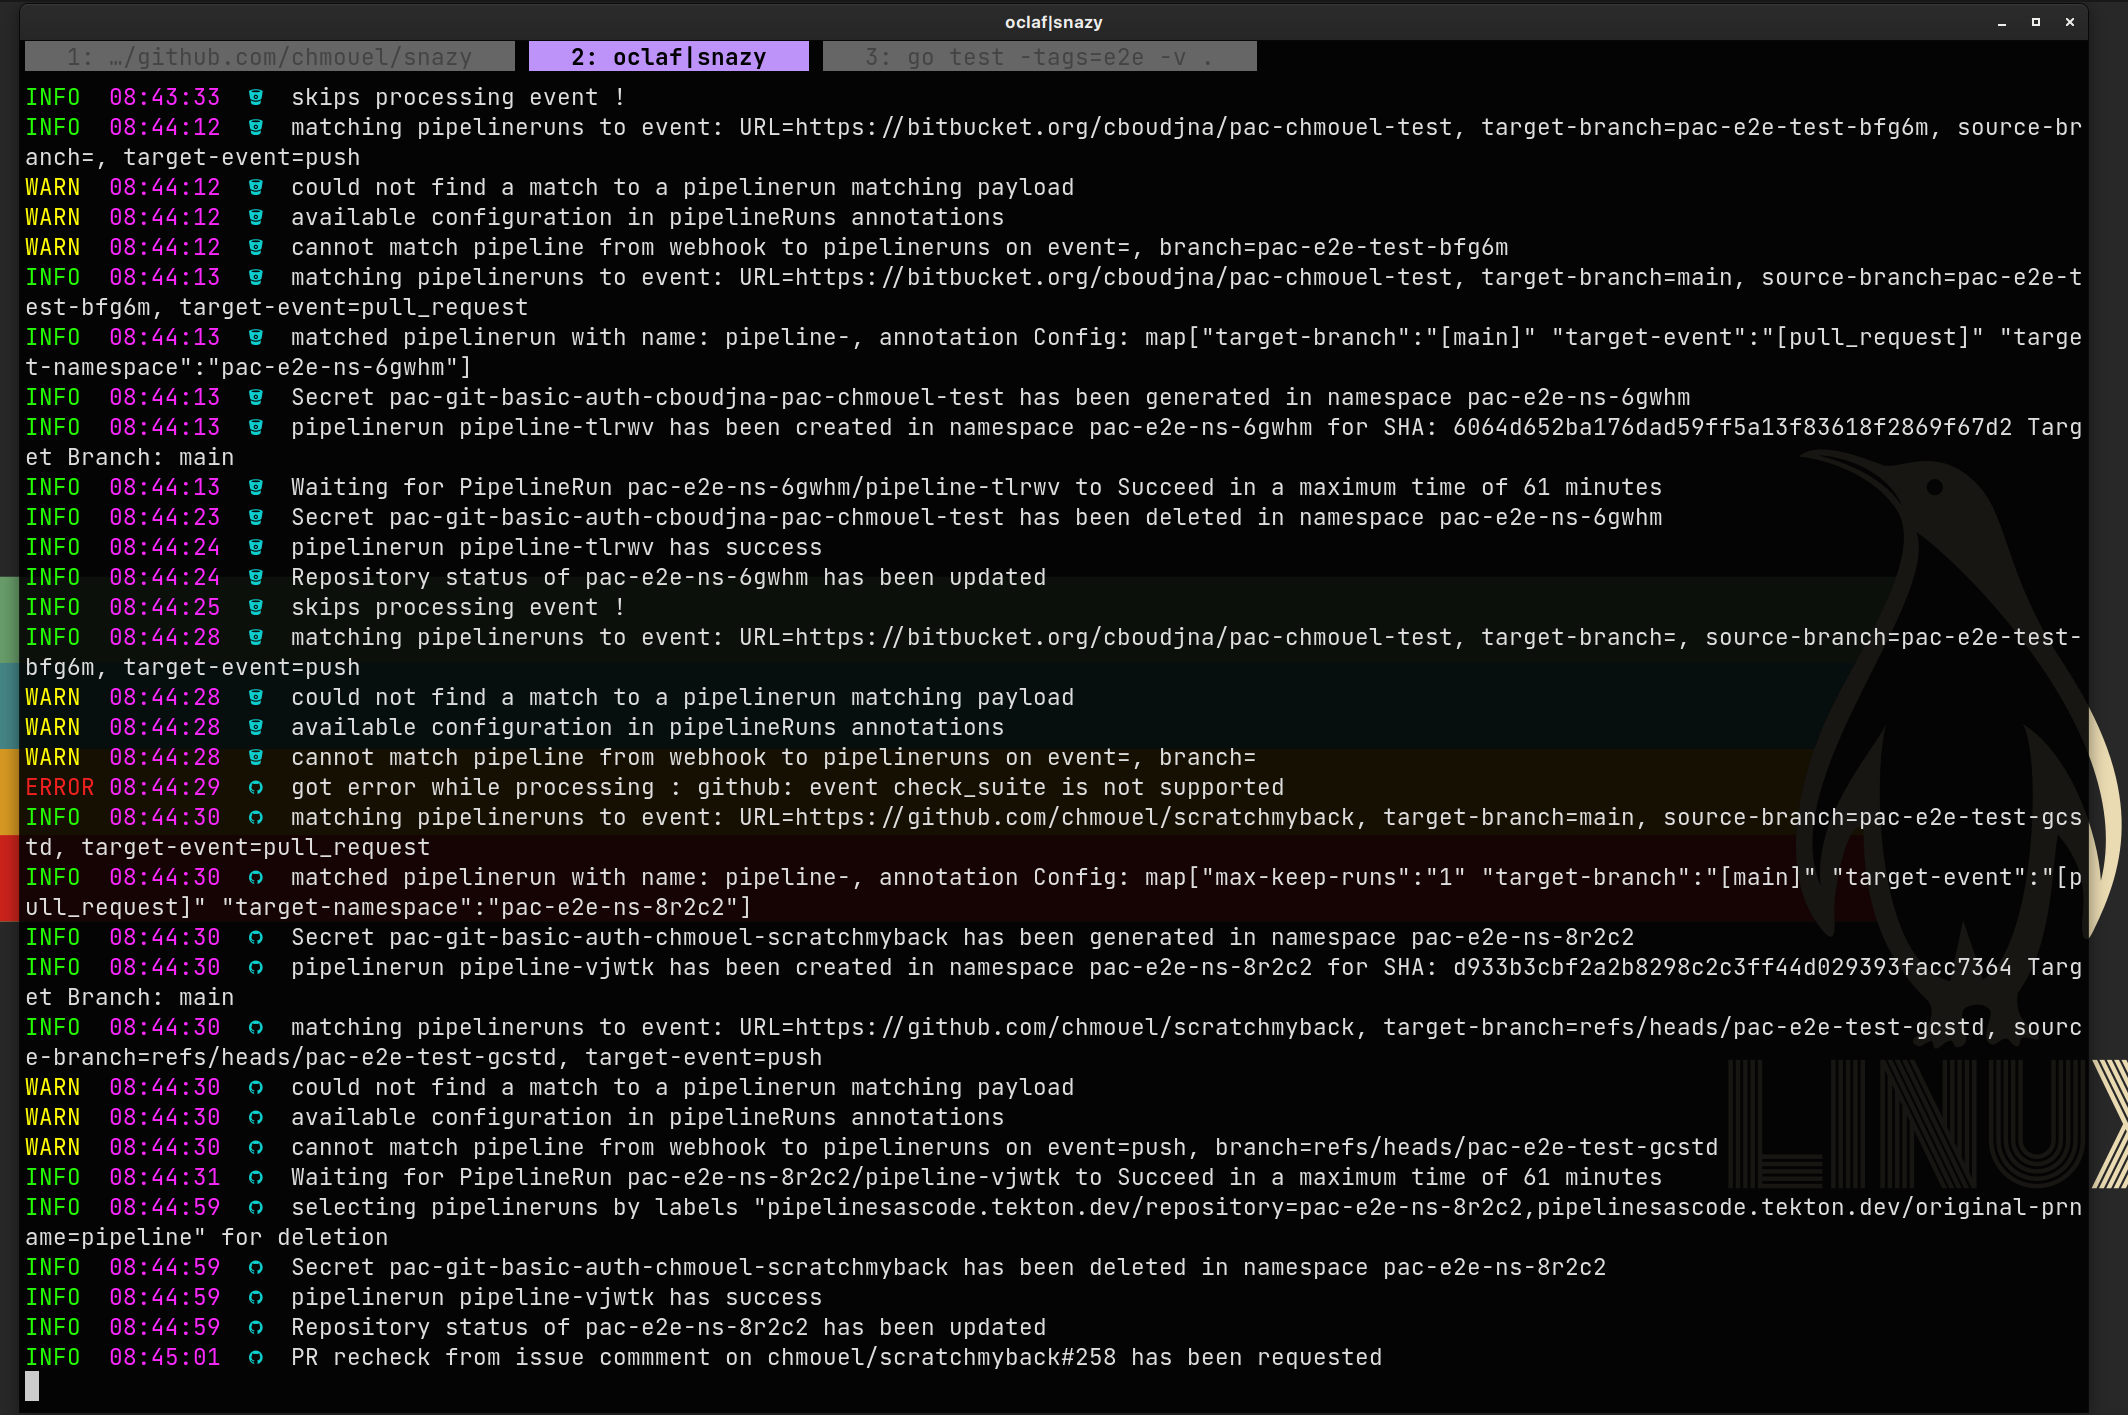 oclaf|snazy
1: …/github.com/chmouel/snazy 2: oclaf|snazy 3: go test -tags=e2e -v .
INFO 08:43:33 skips processing event !
INFO 08:44:12 matching pipelineruns to event: URL=https://bitbucket.org/cboudjna/pac-chmouel-test, target-branch=pac-e2e-test-bfg6m, source-br
anch=, target-event=push
WARN 08:44:12 could not find a match to a pipelinerun matching payload
WARN 08:44:12 available configuration in pipelineRuns annotations
WARN 08:44:12 cannot match pipeline from webhook to pipelineruns on event=, branch=pac-e2e-test-bfg6m
INFO 08:44:13 matching pipelineruns to event: URL=https://bitbucket.org/cboudjna/pac-chmouel-test, target-branch=main, source-branch=pac-e2e-t
est-bfg6m, target-event=pull_request
INFO 08:44:13 matched pipelinerun with name: pipeline-, annotation Config: map["target-branch":"[main]" "target-event":"[pull_request]" "targe
t-namespace":"pac-e2e-ns-6gwhm"]
INFO 08:44:13 Secret pac-git-basic-auth-cboudjna-pac-chmouel-test has been generated in namespace pac-e2e-ns-6gwhm
INFO 08:44:13 pipelinerun pipeline-tlrwv has been created in namespace pac-e2e-ns-6gwhm for SHA: 6064d652ba176dad59ff5a13f83618f2869f67d2 Targ
et Branch: main
INFO 08:44:13 Waiting for PipelineRun pac-e2e-ns-6gwhm/pipeline-tlrwv to Succeed in a maximum time of 61 minutes
INFO 08:44:23 Secret pac-git-basic-auth-cboudjna-pac-chmouel-test has been deleted in namespace pac-e2e-ns-6gwhm
INFO 08:44:24 pipelinerun pipeline-tlrwv has success
INFO 08:44:24 Repository status of pac-e2e-ns-6gwhm has been updated
INFO 08:44:25 skips processing event !
INFO 08:44:28 matching pipelineruns to event: URL=https://bitbucket.org/cboudjna/pac-chmouel-test, target-branch=, source-branch=pac-e2e-test-
bfg6m, target-event=push
WARN 08:44:28 could not find a match to a pipelinerun matching payload
WARN 08:44:28 available configuration in pipelineRuns annotations
WARN 08:44:28 cannot match pipeline from webhook to pipelineruns on event=, branch=
ERROR 08:44:29 got error while processing : github: event check_suite is not supported
INFO 08:44:30 matching pipelineruns to event: URL=https://github.com/chmouel/scratchmyback, target-branch=main, source-branch=pac-e2e-test-gcs
td, target-event=pull_request
INFO 08:44:30 matched pipelinerun with name: pipeline-, annotation Config: map["max-keep-runs":"1" "target-branch":"[main]" "target-event":"[p
ull_request]" "target-namespace":"pac-e2e-ns-8r2c2"]
INFO 08:44:30 Secret pac-git-basic-auth-chmouel-scratchmyback has been generated in namespace pac-e2e-ns-8r2c2
INFO 08:44:30 pipelinerun pipeline-vjwtk has been created in namespace pac-e2e-ns-8r2c2 for SHA: d933b3cbf2a2b8298c2c3ff44d029393facc7364 Targ
et Branch: main
INFO 08:44:30 matching pipelineruns to event: URL=https://github.com/chmouel/scratchmyback, target-branch=refs/heads/pac-e2e-test-gcstd, sourc
e-branch=refs/heads/pac-e2e-test-gcstd, target-event=push
WARN 08:44:30 could not find a match to a pipelinerun matching payload
WARN 08:44:30 available configuration in pipelineRuns annotations
WARN 08:44:30 cannot match pipeline from webhook to pipelineruns on event=push, branch=refs/heads/pac-e2e-test-gcstd
INFO 08:44:31 Waiting for PipelineRun pac-e2e-ns-8r2c2/pipeline-vjwtk to Succeed in a maximum time of 61 minutes
INFO 08:44:59 selecting pipelineruns by labels "pipelinesascode.tekton.dev/repository=pac-e2e-ns-8r2c2,pipelinesascode.tekton.dev/original-prn
ame=pipeline" for deletion
INFO 08:44:59 Secret pac-git-basic-auth-chmouel-scratchmyback has been deleted in namespace pac-e2e-ns-8r2c2
INFO 08:44:59 pipelinerun pipeline-vjwtk has success
INFO 08:44:59 Repository status of pac-e2e-ns-8r2c2 has been updated
INFO 08:45:01 PR recheck from issue commment on chmouel/scratchmyback#258 has been requested
LINUX